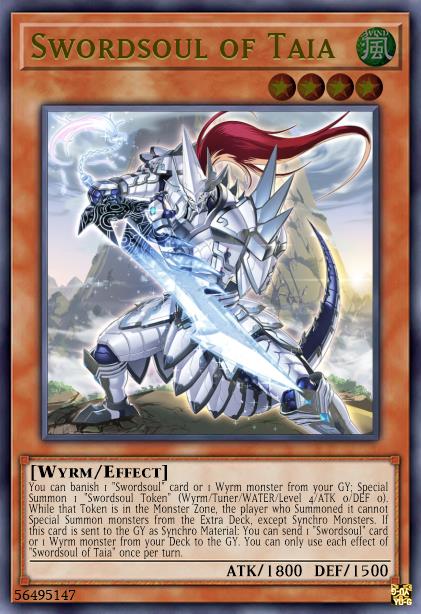 SWORDSOUL OF TAIA
WIND
風
[WYRM/EFFECT]
You can banish 1 "Swordsoul" card or 1 Wyrm monster from your GY; Special
Summon 1 "Swordsoul Token" (Wyrm/Tuner/WATER/Level 4/ATK 0/DEF 0).
While that Token is in the Monster Zone, the player who Summoned it cannot
Special Summon monsters from the Extra Deck, except Synchro Monsters. If
this card is sent to the GY as Synchro Material: You can send 1 "Swordsoul" card
or 1 Wyrm monster from your Deck to the GY. You can only use each effect of
"Swordsoul of Taia" once per turn.
ATK/1800 DEF/1500
56495147